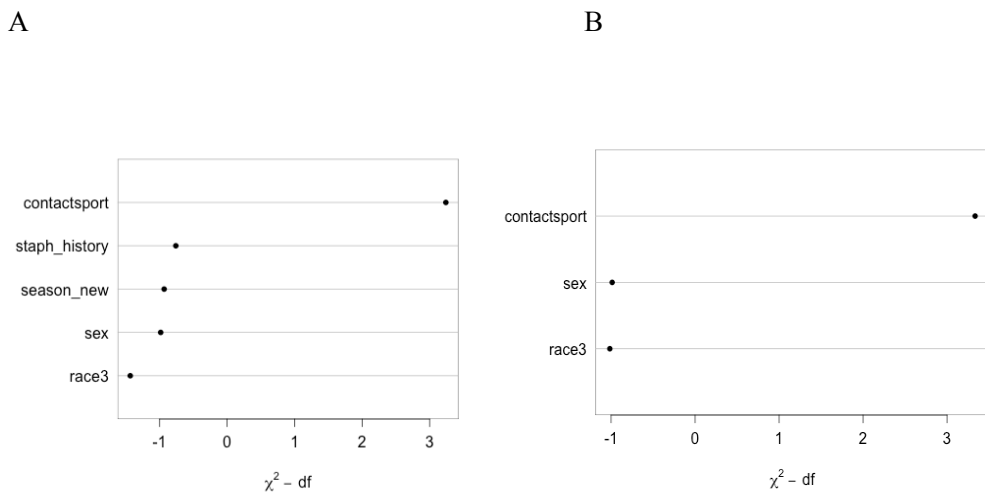 A
B
contactsport
staph_history
season_new
sex
race3
-1 0 1 2 3
χ² – df
contactsport
sex
race3
-1 0 1 2 3
χ² – df